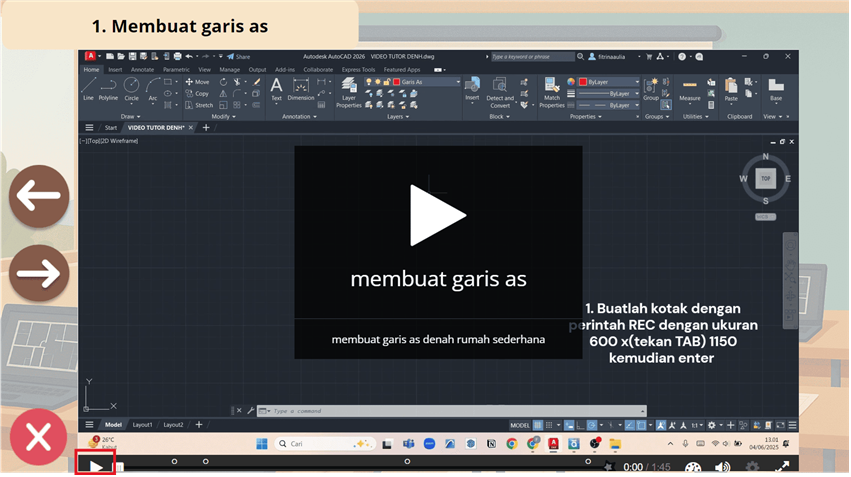 1. Membuat garis as
Share
Autodesk AutoCAD 2026 VIDEO TUTOR DENH.dwg
Type a keyword or phrase
fitrinaaulia
Home Insert Annotate Parametric View Manage Output Add-ins Collaborate Express Tools Featured Apps
Line Polyline Circle Arc
Move
Copy
Stretch
Text Dimension
Layer Properties
Garis As
Insert
Detect and Convert
Match Properties
ByLayer
ByLayer
ByLayer
Group
Measure
Paste
Base
Draw Modify Annotation Layers Block Properties Groups Utilities Clipboard View
Start VIDEO TUTOR DENH*
[−][Top][2D Wireframe]
N
W TOP E
S
membuat garis as
membuat garis as denah rumah sederhana
1. Buatlah kotak dengan
perintah REC dengan ukuran
600 x(tekan TAB) 1150
kemudian enter
Y
X
Type a command
Model Layout1 Layout2
MODEL
1:1
26°C
Cari
13.01
04/06/2025
0:00 / 1:45